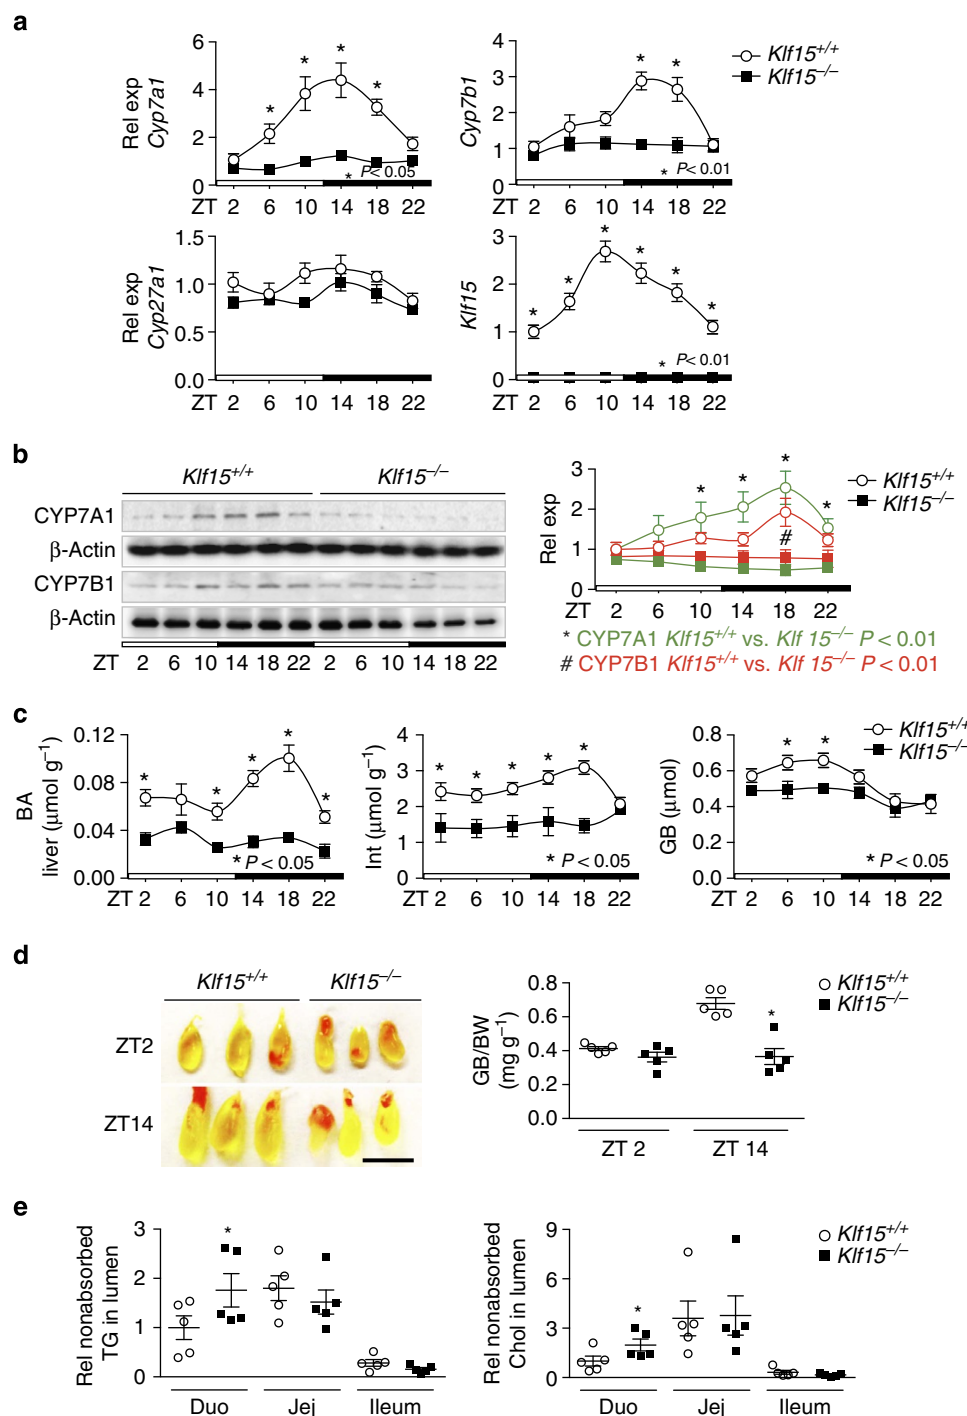 a
Rel exp
Cyp7a1
6
4
2
0
*
*
*
*
* P < 0.05
ZT 2 6 10 14 18 22
Cyp7b1
4
3
2
1
0
*
*
* P < 0.01
ZT 2 6 10 14 18 22
Klf15+/+
Klf15−/−
Rel exp
Cyp27a1
1.5
1.0
0.5
0.0
ZT 2 6 10 14 18 22
Klf15
3
2
1
0
*
*
*
*
*
*
* P < 0.01
ZT 2 6 10 14 18 22
b
Klf15+/+ Klf15−/−
CYP7A1
β-Actin
CYP7B1
β-Actin
ZT 2 6 10 14 18 22 2 6 10 14 18 22
Rel exp
3
2
1
0
*
*
*
*
#
ZT 2 6 10 14 18 22
Klf15+/+
Klf15−/−
* CYP7A1 Klf15+/+ vs. Klf 15−/− P < 0.01
# CYP7B1 Klf15+/+ vs. Klf 15−/− P < 0.01
c
BA
liver (μmol g−1)
0.12
0.08
0.04
0.00
*
*
*
*
*
* P < 0.05
ZT 2 6 10 14 18 22
Int (μmol g−1)
4
3
2
1
0
*
*
*
*
*
* P < 0.05
ZT 2 6 10 14 18 22
GB (μmol)
0.8
0.6
0.4
0.2
0.0
*
*
* P < 0.05
ZT 2 6 10 14 18 22
Klf15+/+
Klf15−/−
d
Klf15+/+ Klf15−/−
ZT2
ZT14
GB/BW
(mg g−1)
0.8
0.6
0.4
0.2
0.0
*
ZT 2 ZT 14
Klf15+/+
Klf15−/−
e
Rel nonabsorbed
TG in lumen
3
2
1
0
*
Duo Jej Ileum
Rel nonabsorbed
Chol in lumen
9
6
3
0
*
Duo Jej Ileum
Klf15+/+
Klf15−/−